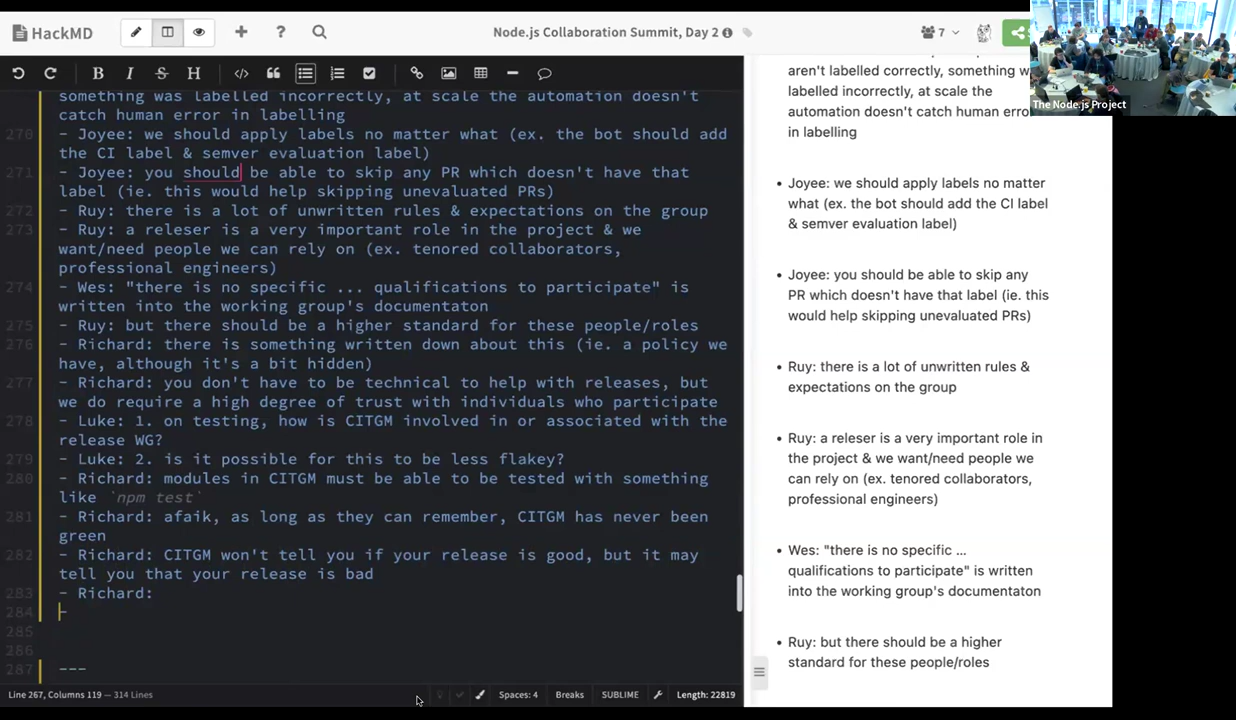 HackMD
Node.js Collaboration Summit, Day 2
7
The Node.js Project
something was labelled incorrectly, at scale the automation doesn't
catch human error in labelling
270
- Joyee: we should apply labels no matter what (ex. the bot should add
the CI label & semver evaluation label)
271
- Joyee: you should be able to skip any PR which doesn't have that
label (ie. this would help skipping unevaluated PRs)
272
- Ruy: there is a lot of unwritten rules & expectations on the group
273
- Ruy: a releser is a very important role in the project & we
want/need people we can rely on (ex. tenored collaborators,
professional engineers)
274
- Wes: "there is no specific ... qualifications to participate" is
written into the working group's documentaton
275
- Ruy: but there should be a higher standard for these people/roles
276
- Richard: there is something written down about this (ie. a policy we
have, although it's a bit hidden)
277
- Richard: you don't have to be technical to help with releases, but
we do require a high degree of trust with individuals who participate
278
- Luke: 1. on testing, how is CITGM involved in or associated with the
release WG?
279
- Luke: 2. is it possible for this to be less flakey?
280
- Richard: modules in CITGM must be able to be tested with something
like `npm test`
281
- Richard: afaik, as long as they can remember, CITGM has never been
green
282
- Richard: CITGM won't tell you if your release is good, but it may
tell you that your release is bad
283
- Richard:
284
-
285
286
287
---
Line 267, Columns 119 — 314 Lines
Spaces: 4
Breaks
SUBLIME
Length: 22819
aren't labelled correctly, something w
labelled incorrectly, at scale the
automation doesn't catch human error
in labelling
• Joyee: we should apply labels no matter
what (ex. the bot should add the CI label
& semver evaluation label)
• Joyee: you should be able to skip any
PR which doesn't have that label (ie. this
would help skipping unevaluated PRs)
• Ruy: there is a lot of unwritten rules &
expectations on the group
• Ruy: a releser is a very important role in
the project & we want/need people we
can rely on (ex. tenored collaborators,
professional engineers)
• Wes: "there is no specific ...
qualifications to participate" is written
into the working group's documentaton
• Ruy: but there should be a higher
standard for these people/roles